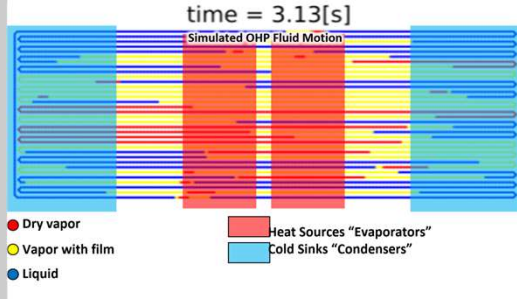 time = 3.13[s]
Simulated OHP Fluid Motion
Dry vapor
Vapor with film
Liquid
Heat Sources “Evaporators”
Cold Sinks “Condensers”